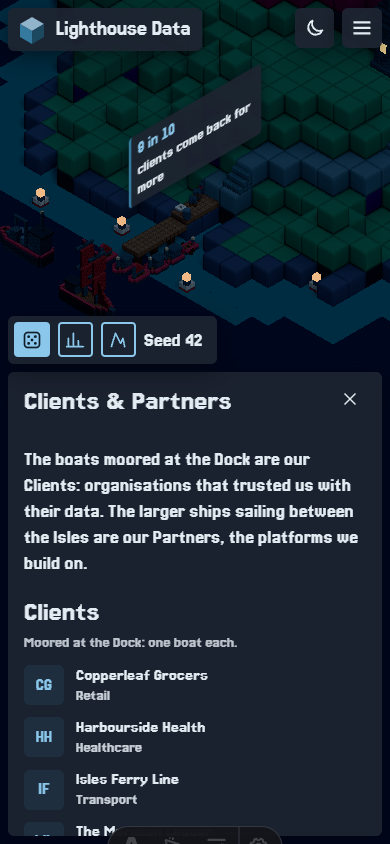 Lighthouse Data
9 in 10
clients come back for
more
Seed 42
Clients & Partners
The boats moored at the Dock are our
Clients: organisations that trusted us with
their data. The larger ships sailing between
the Isles are our Partners, the platforms we
build on.
Clients
Moored at the Dock: one boat each.
CG
Copperleaf Grocers
Retail
HH
Harbourside Health
Healthcare
IF
Isles Ferry Line
Transport
The